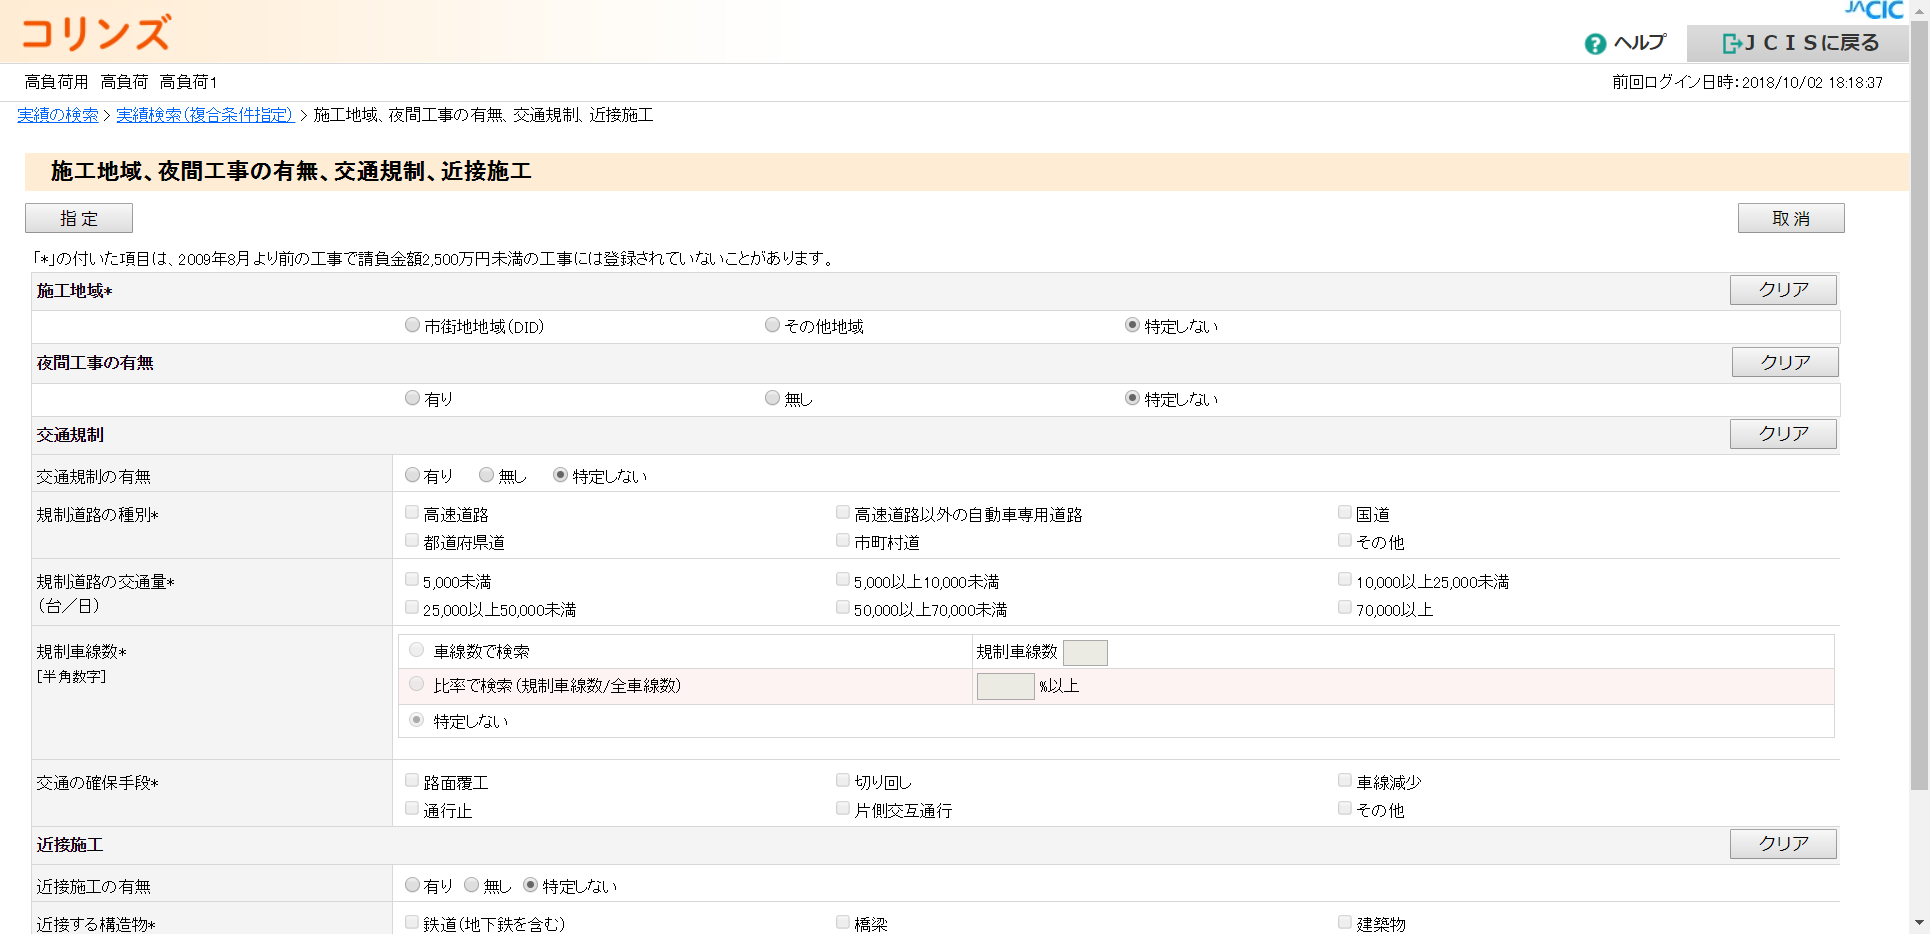 コリンズ
JACIC
ヘルプ
ＪＣＩＳに戻る
高負荷用 高負荷 高負荷1
前回ログイン日時：2018/10/02 18:18:37
実績の検索 > 実績検索（複合条件指定） > 施工地域、夜間工事の有無、交通規制、近接施工
施工地域、夜間工事の有無、交通規制、近接施工
指定
取消
「*」の付いた項目は、2009年8月より前の工事で請負金額2,500万円未満の工事には登録されていないことがあります。
施工地域*
クリア
市街地地域（DID）
その他地域
特定しない
夜間工事の有無
クリア
有り
無し
特定しない
交通規制
クリア
交通規制の有無
有り
無し
特定しない
規制道路の種別*
高速道路
高速道路以外の自動車専用道路
国道
都道府県道
市町村道
その他
規制道路の交通量*
（台／日）
5,000未満
5,000以上10,000未満
10,000以上25,000未満
25,000以上50,000未満
50,000以上70,000未満
70,000以上
規制車線数*
[半角数字]
車線数で検索
規制車線数
比率で検索（規制車線数/全車線数）
%以上
特定しない
交通の確保手段*
路面覆工
切り回し
車線減少
通行止
片側交互通行
その他
近接施工
クリア
近接施工の有無
有り
無し
特定しない
近接する構造物*
鉄道（地下鉄を含む）
橋梁
建築物